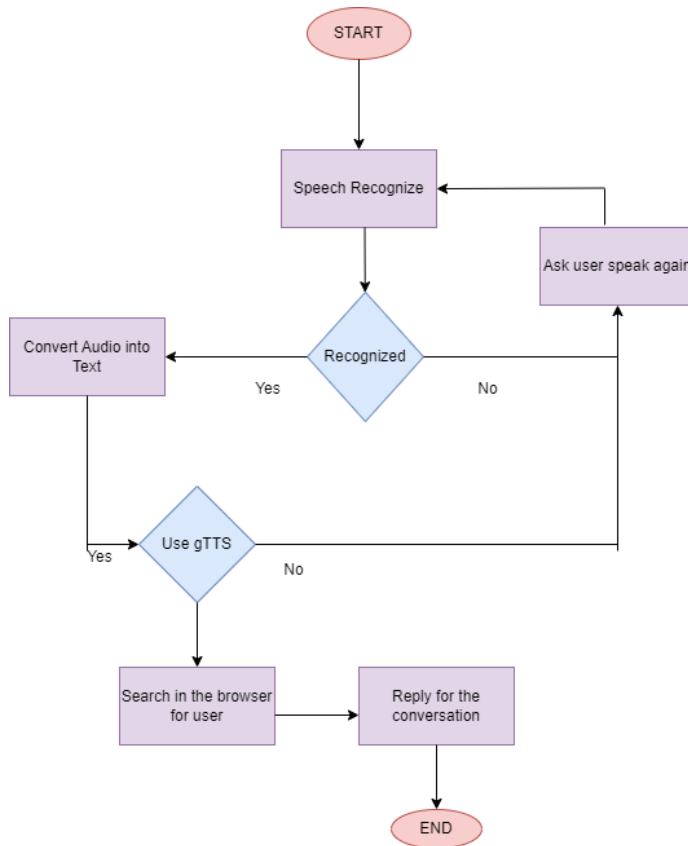 START
Speech Recognize
Ask user speak again
Convert Audio into
Text
Recognized
Yes
No
Use gTTS
Yes
No
Search in the browser
for user
Reply for the
conversation
END